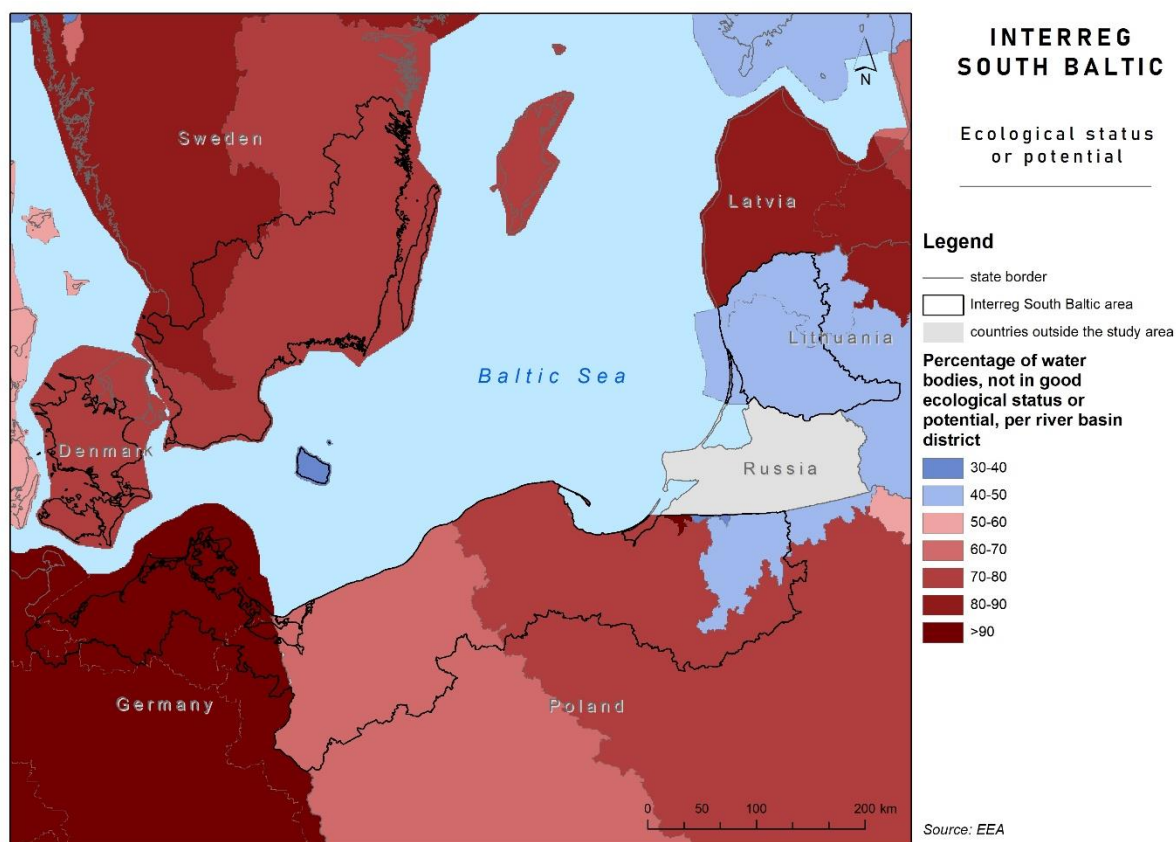 INTERREG
SOUTH BALTIC
Ecological status
or potential
N
Sweden
Latvia
Lithuania
Baltic Sea
Denmark
Russia
Germany
Poland
0 50 100 200 km
Legend
state border
Interreg South Baltic area
countries outside the study area
Percentage of water
bodies, not in good
ecological status or
potential, per river basin
district
30-40
40-50
50-60
60-70
70-80
80-90
>90
Source: EEA